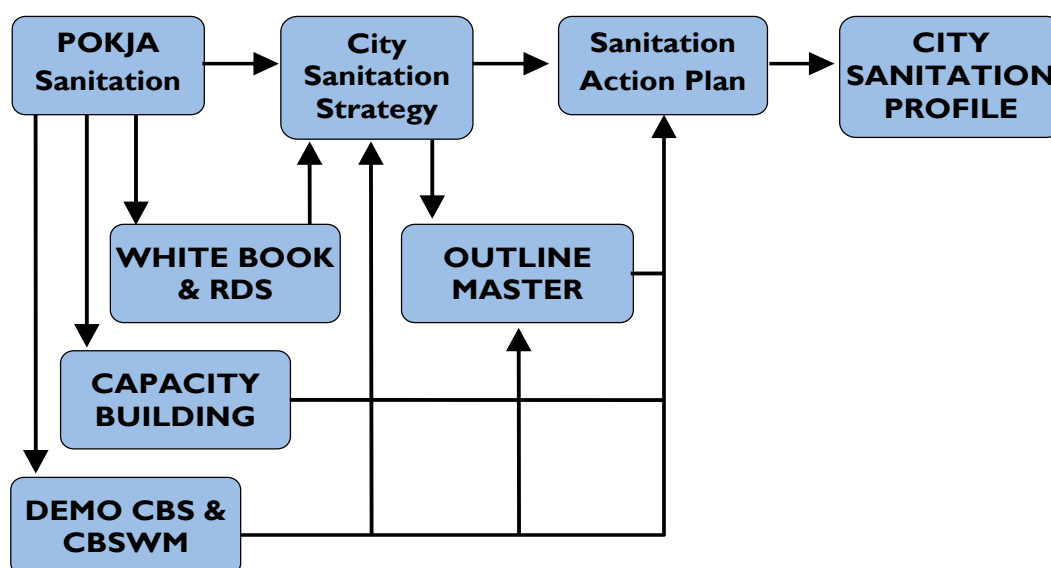 POKJA
Sanitation
City
Sanitation
Strategy
Sanitation
Action Plan
CITY
SANITATION
PROFILE
WHITE BOOK
& RDS
OUTLINE
MASTER
CAPACITY
BUILDING
DEMO CBS &
CBSWM